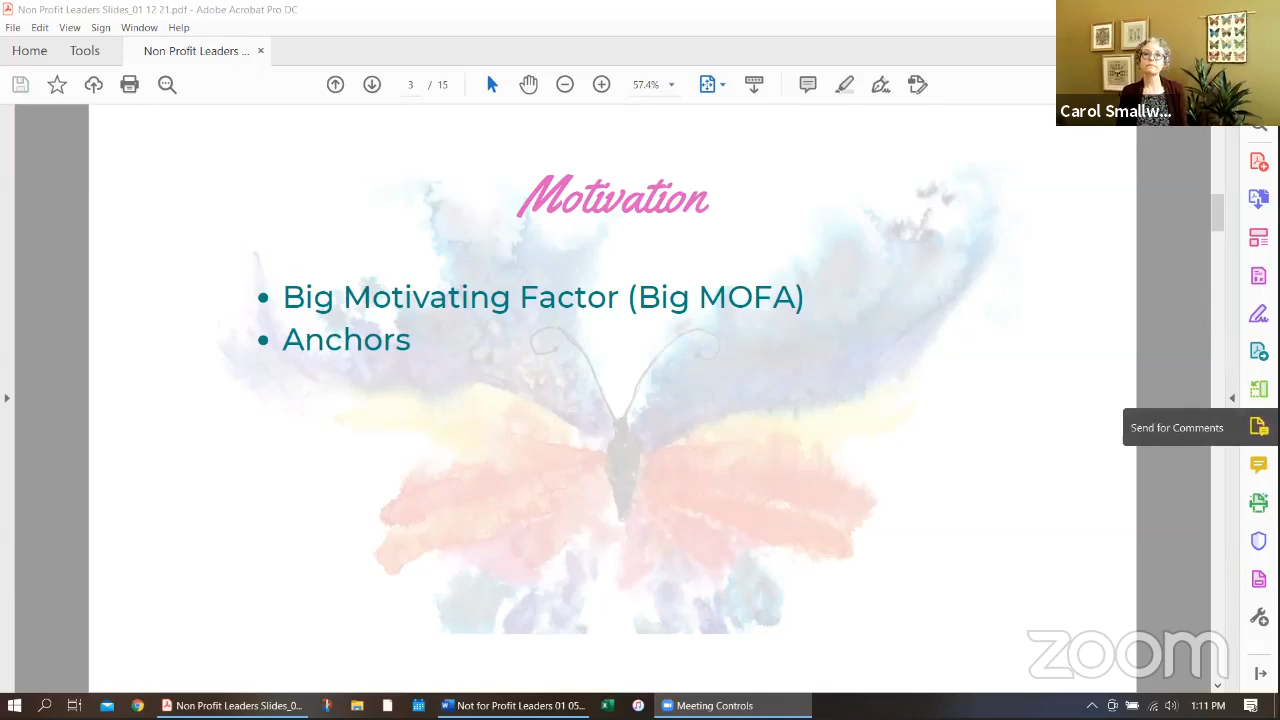 Non Profit Leaders Slides_01 12 21.pdf - Adobe Acrobat Pro DC
File Edit View Sign Window Help
Home Tools Non Profit Leaders ... ×
3 / 15 57.4%
Carol Smallw...
Motivation
• Big Motivating Factor (Big MOFA)
• Anchors
Send for Comments
zoom
Non Profit Leaders Slides_0... Not for Profit Leaders 01 05... Meeting Controls 1:11 PM